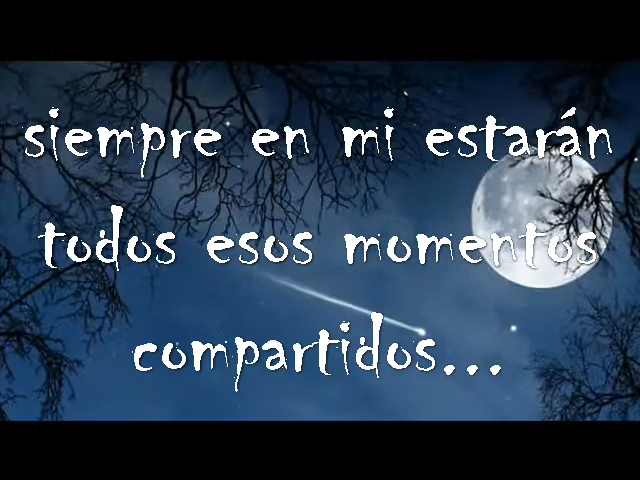 siempre en mi estarán
todos esos momentos
compartidos...